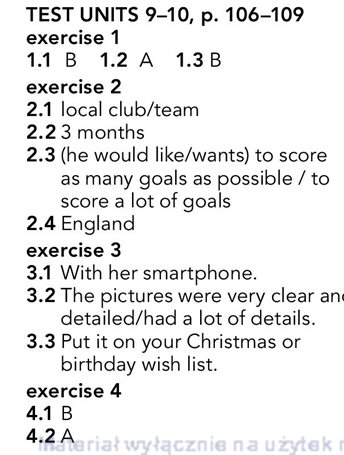 TEST UNITS 9–10, p. 106–109
exercise 1
1.1 B 1.2 A 1.3 B
exercise 2
2.1 local club/team
2.2 3 months
2.3 (he would like/wants) to score
as many goals as possible / to
score a lot of goals
2.4 England
exercise 3
3.1 With her smartphone.
3.2 The pictures were very clear an
detailed/had a lot of details.
3.3 Put it on your Christmas or
birthday wish list.
exercise 4
4.1 B
4.2 A
materiał wyłącznie na użytek